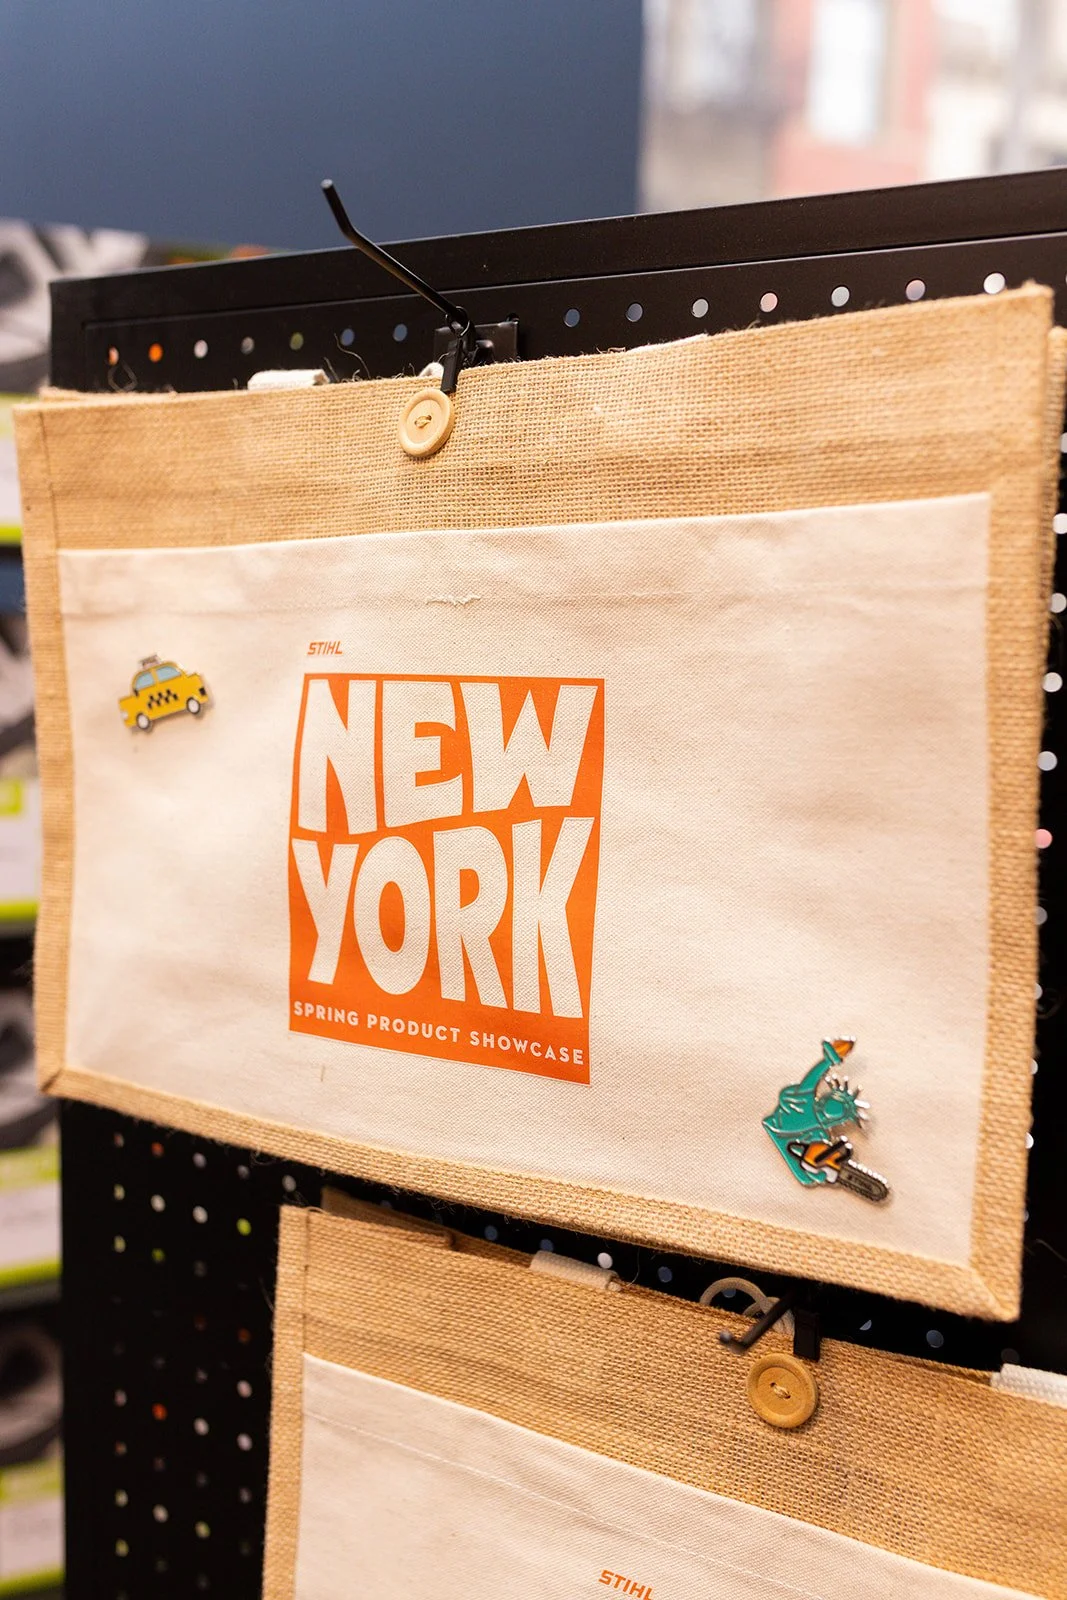 STIHL
NEW
YORK
SPRING PRODUCT SHOWCASE
STIHL